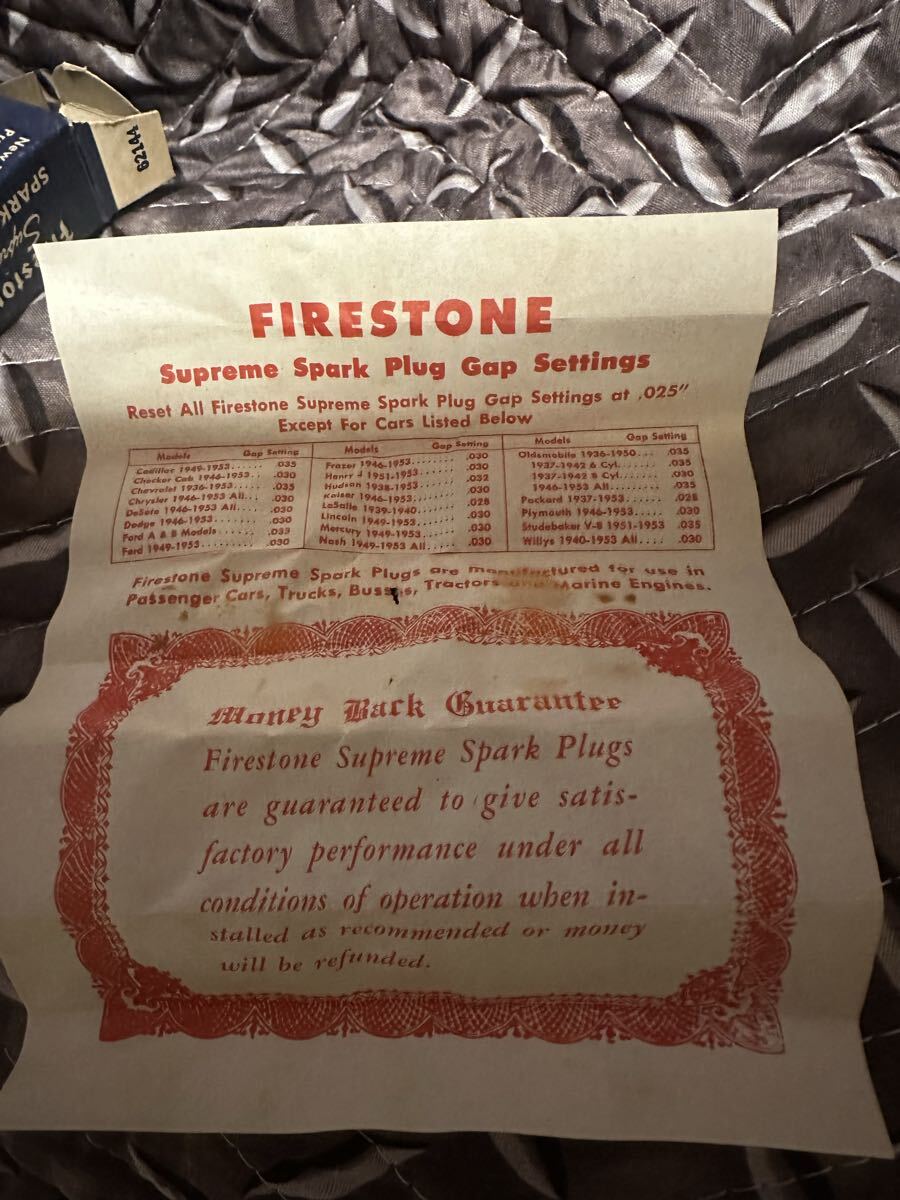 62144
New
SPARK
FIRESTONE
Supreme Spark Plug Gap Settings
Reset All Firestone Supreme Spark Plug Gap Settings at .025"
Except For Cars Listed Below
Models Gap Setting
Cadillac 1949-1953...... .035
Checker Cab 1946-1953.. .030
Chevrolet 1936-1953..... .035
Chrysler 1946-1953 All... .030
DeSoto 1946-1953 All.... .030
Dodge 1946-1953........ .030
Ford A & B Models...... .035
Ford 1949-1953.......... .030
Models Gap Setting
Frazer 1946-1953........ .030
Henry J 1951-1953...... .030
Hudson 1938-1953...... .032
Kaiser 1946-1953........ .030
LaSalle 1939-1940....... .028
Lincoln 1949-1953....... .030
Mercury 1949-1953...... .030
Nash 1949-1953 All..... .030
Models Gap Setting
Oldsmobile 1936-1950... .035
1937-1942 6 Cyl...... .035
1937-1942 8 Cyl...... .030
1946-1953 All........ .035
Packard 1937-1953...... .028
Plymouth 1946-1953..... .030
Studebaker V-8 1951-1953 .035
Willys 1940-1953 All..... .030
Firestone Supreme Spark Plugs are manufactured for use in
Passenger Cars, Trucks, Busses, Tractors and Marine Engines.
Money Back Guarantee
Firestone Supreme Spark Plugs
are guaranteed to give satis-
factory performance under all
conditions of operation when in-
stalled as recommended or money
will be refunded.